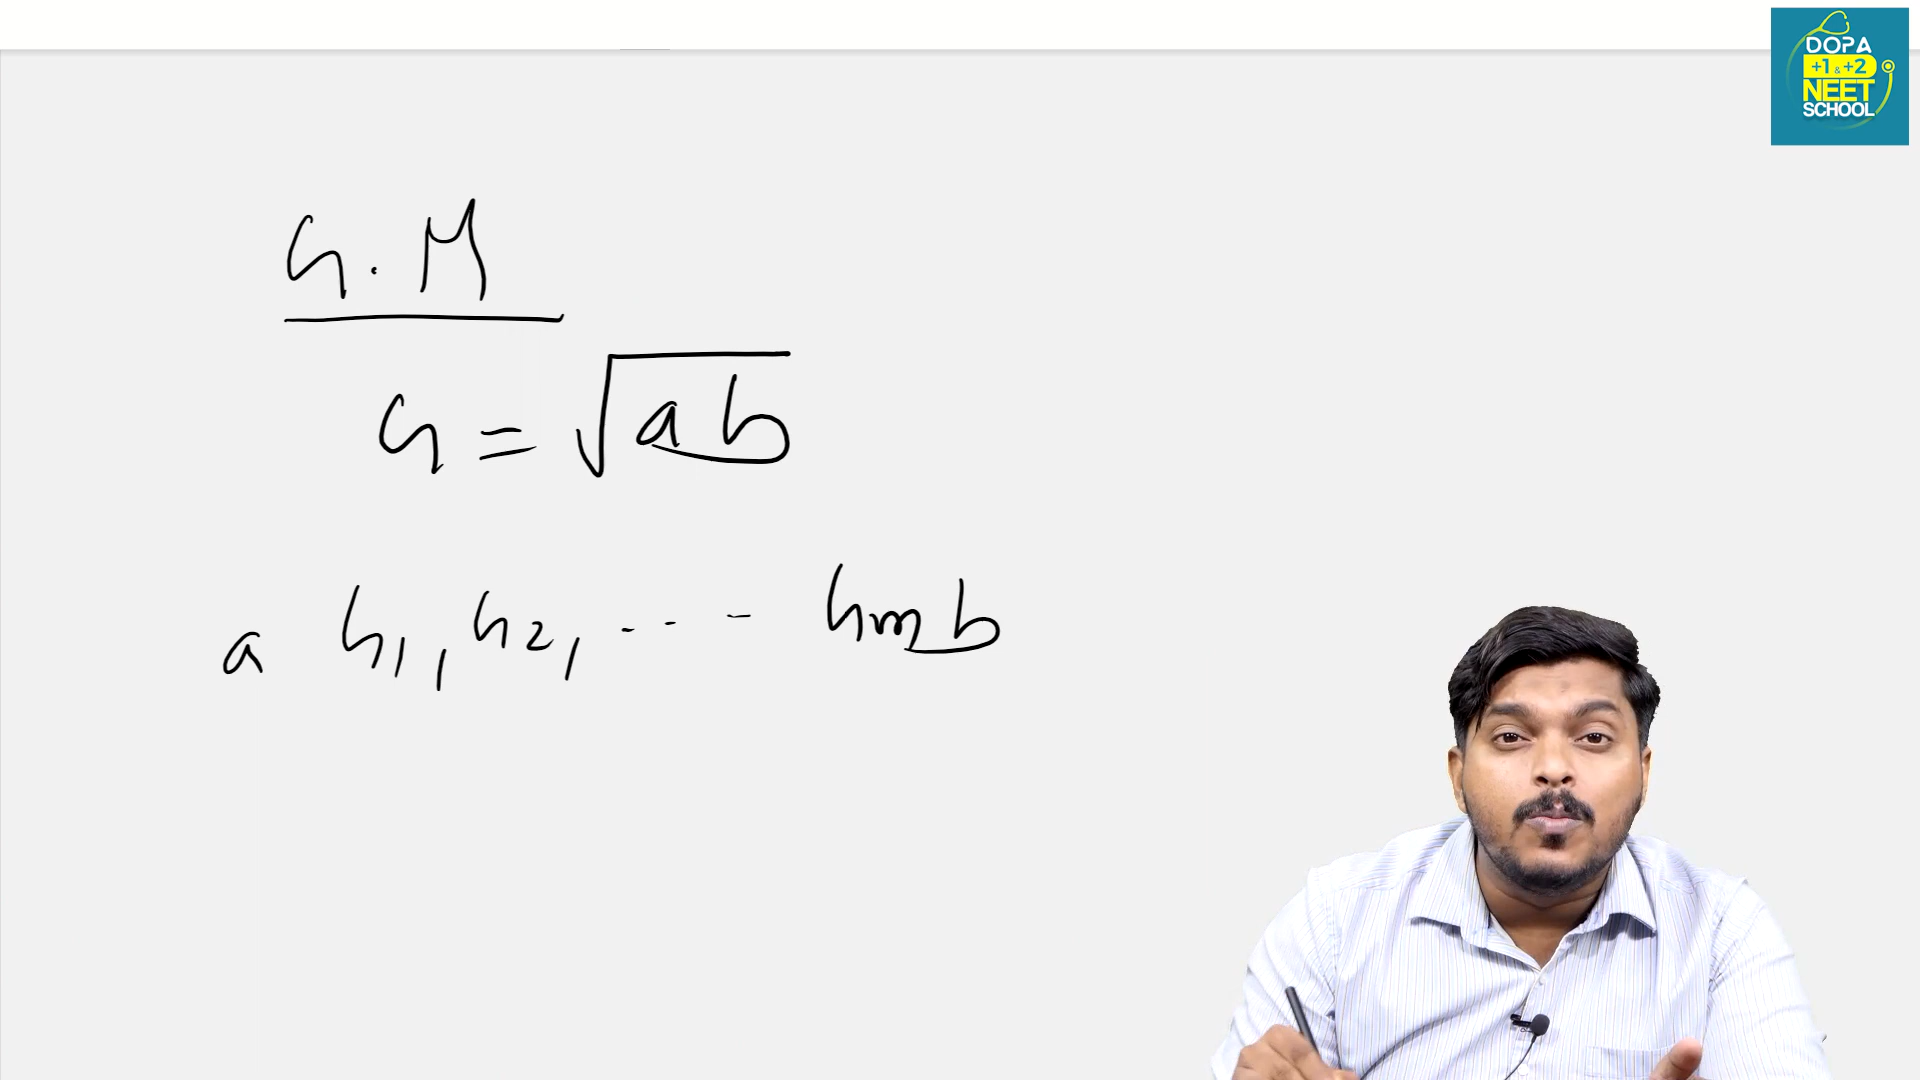 DOPA
+1 & +2
NEET
SCHOOL
G.M
G = √ab
a G1, G2, --- - Gm b